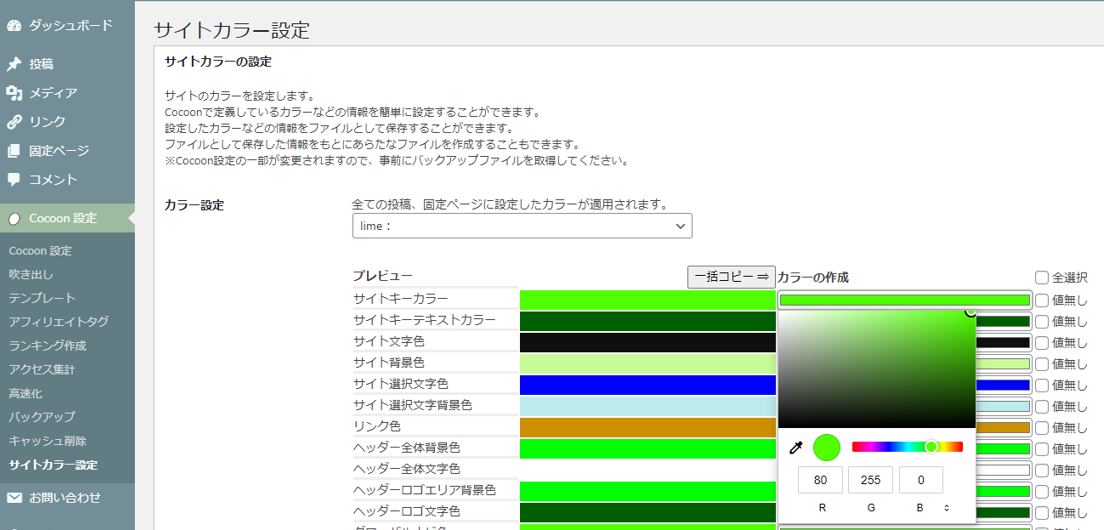 ダッシュボード
投稿
メディア
リンク
固定ページ
コメント
Cocoon 設定
Cocoon 設定
吹き出し
テンプレート
アフィリエイトタグ
ランキング作成
アクセス集計
高速化
バックアップ
キャッシュ削除
サイトカラー設定
お問い合わせ
サイトカラー設定
サイトカラーの設定
サイトのカラーを設定します。
Cocoonで定義しているカラーなどの情報を簡単に設定することができます。
設定したカラーなどの情報をファイルとして保存することができます。
ファイルとして保存した情報をもとにあらたなファイルを作成することもできます。
※Cocoon設定の一部が変更されますので、事前にバックアップファイルを取得してください。
カラー設定
全ての投稿、固定ページに設定したカラーが適用されます。
lime：
プレビュー 一括コピー ⇒ カラーの作成 全選択
サイトキーカラー 値無し
サイトキーテキストカラー 値無し
サイト文字色 値無し
サイト背景色 値無し
サイト選択文字色 値無し
サイト選択文字背景色 値無し
リンク色 値無し
ヘッダー全体背景色 値無し
ヘッダー全体文字色 値無し
ヘッダーロゴエリア背景色 値無し
ヘッダーロゴ文字色 値無し
80 255 0
R G B